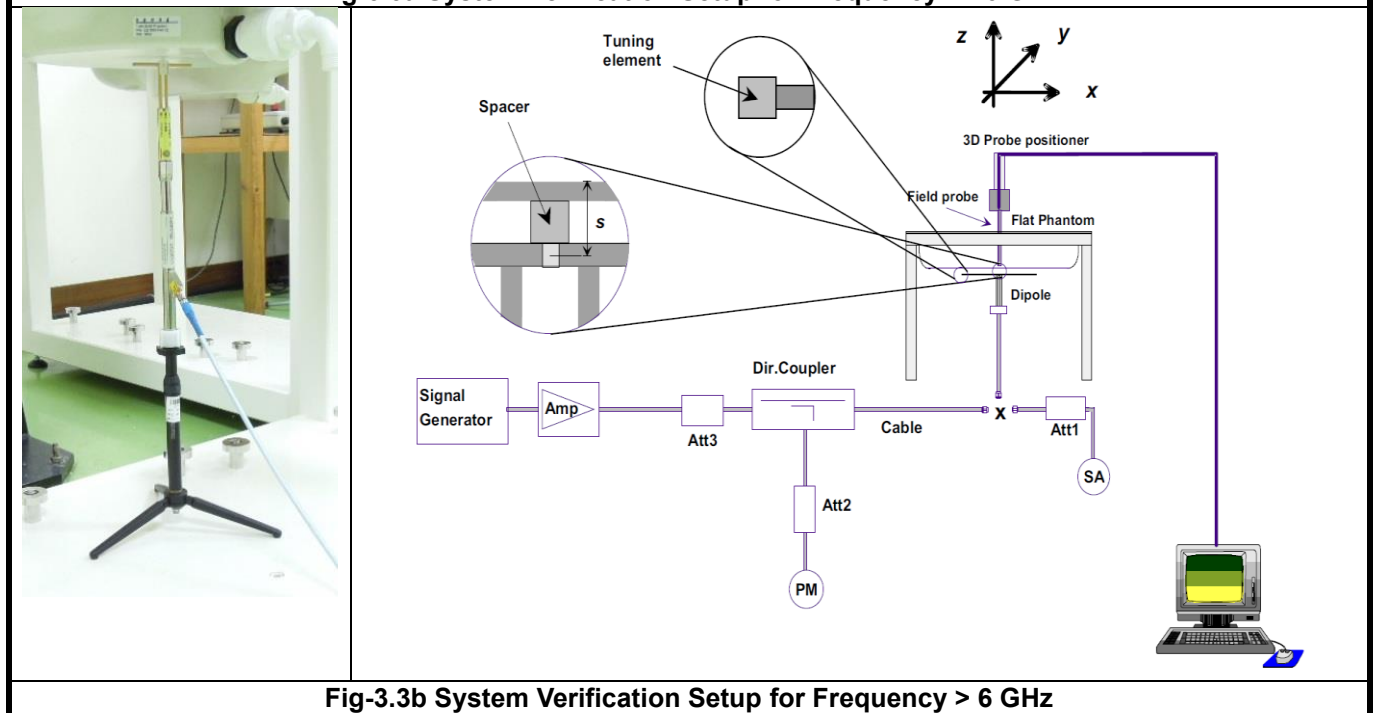 Tuning
element
z
y
x
Spacer
s
3D Probe positioner
Field probe
Flat Phantom
Dipole
Signal
Generator
Amp
Att3
Dir.Coupler
Cable
x
Att1
SA
Att2
PM
Fig-3.3b System Verification Setup for Frequency > 6 GHz